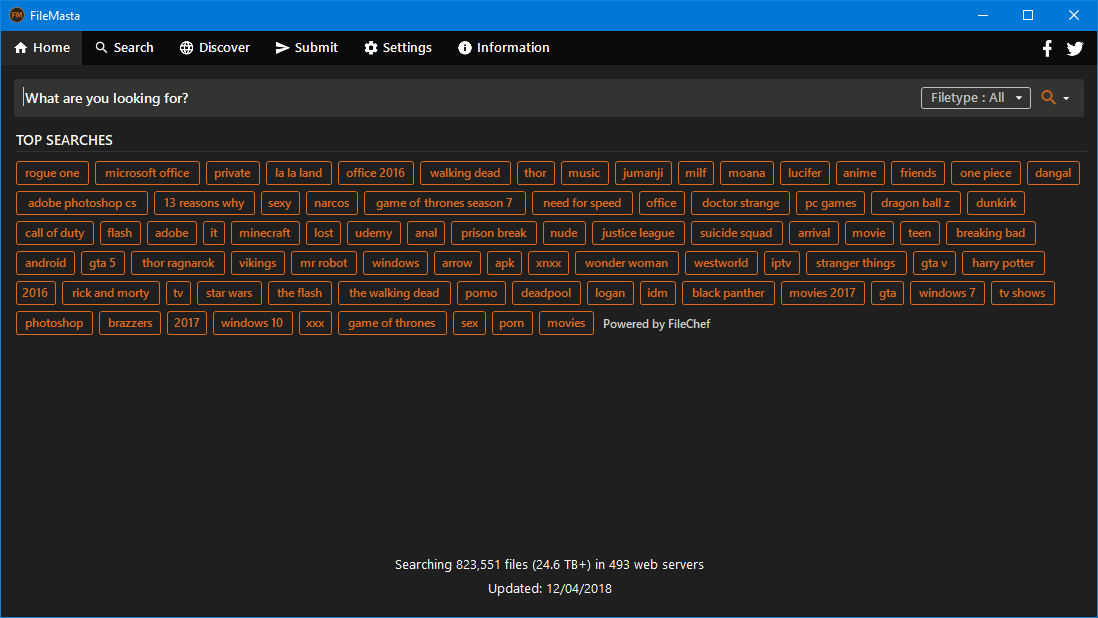 FM FileMasta
Home Search Discover Submit Settings Information
What are you looking for? Filetype : All
TOP SEARCHES
rogue one microsoft office private la la land office 2016 walking dead thor music jumanji milf moana lucifer anime friends one piece dangal
adobe photoshop cs 13 reasons why sexy narcos game of thrones season 7 need for speed office doctor strange pc games dragon ball z dunkirk
call of duty flash adobe it minecraft lost udemy anal prison break nude justice league suicide squad arrival movie teen breaking bad
android gta 5 thor ragnarok vikings mr robot windows arrow apk xnxx wonder woman westworld iptv stranger things gta v harry potter
2016 rick and morty tv star wars the flash the walking dead porno deadpool logan idm black panther movies 2017 gta windows 7 tv shows
photoshop brazzers 2017 windows 10 xxx game of thrones sex porn movies Powered by FileChef
Searching 823,551 files (24.6 TB+) in 493 web servers
Updated: 12/04/2018